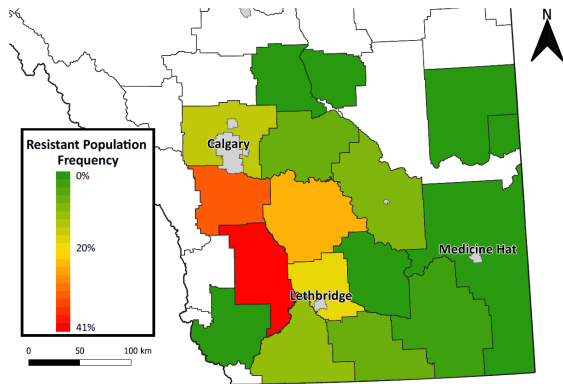 N
Calgary
Resistant Population
Frequency
0%
20%
41%
Medicine Hat
Lethbridge
0 50 100 km